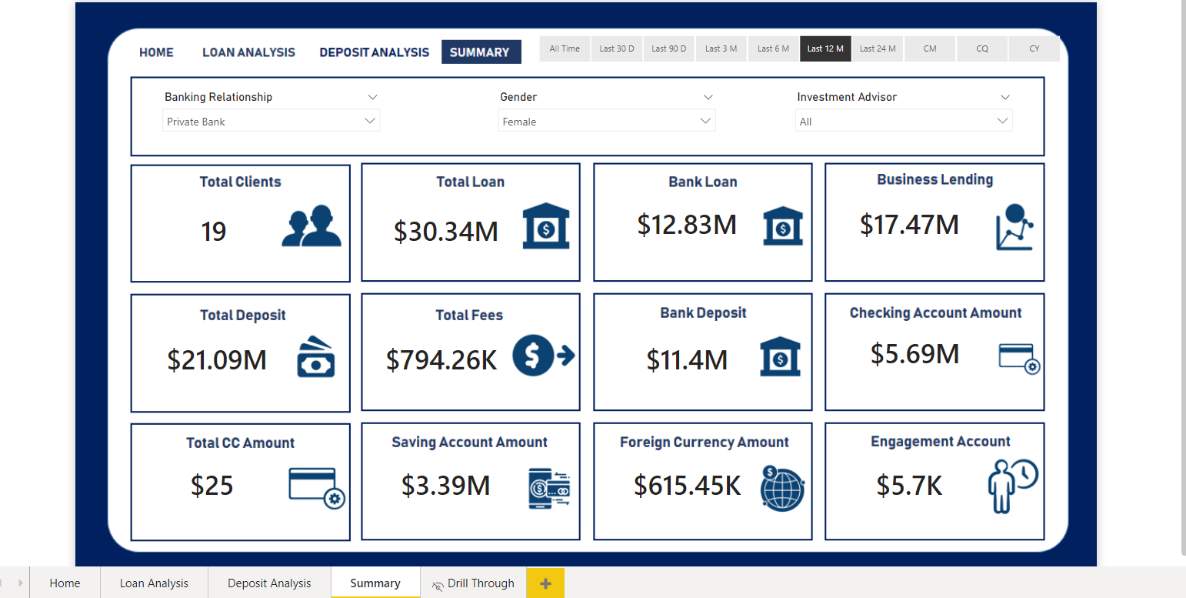 HOME LOAN ANALYSIS DEPOSIT ANALYSIS SUMMARY All Time Last 30 D Last 90 D Last 3 M Last 6 M Last 12 M Last 24 M CM CQ CY
Banking Relationship Gender Investment Advisor
Private Bank Female All
Total Clients Total Loan Bank Loan Business Lending
19 $30.34M $12.83M $17.47M
Total Deposit Total Fees Bank Deposit Checking Account Amount
$21.09M $794.26K $11.4M $5.69M
Total CC Amount Saving Account Amount Foreign Currency Amount Engagement Account
$25 $3.39M $615.45K $5.7K
Home Loan Analysis Deposit Analysis Summary Drill Through +